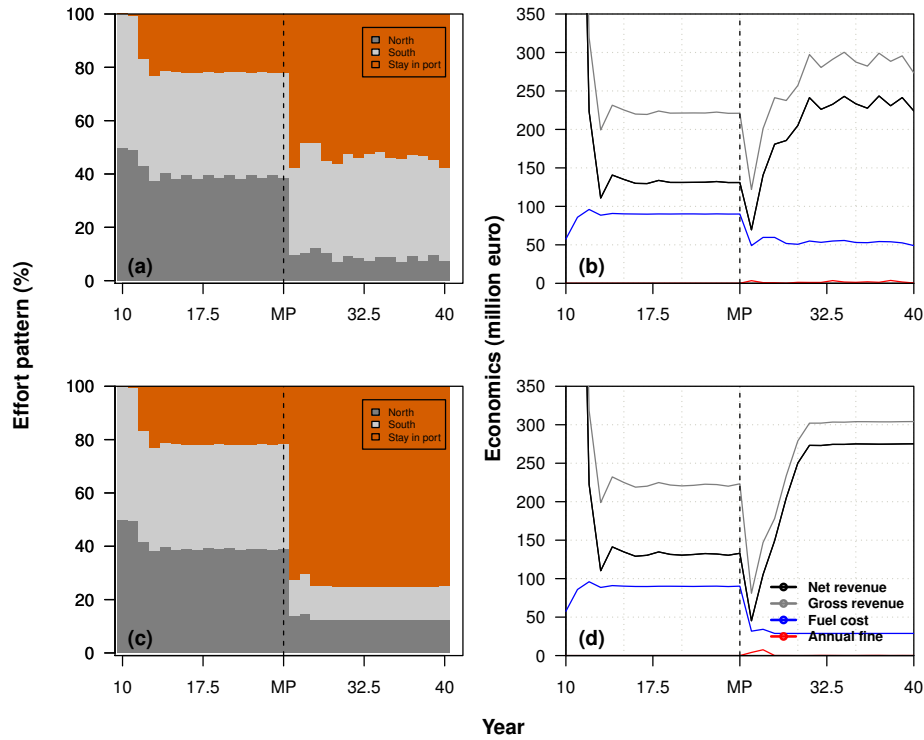 Effort pattern (%)
100
80
60
40
20
0
North
South
Stay in port
(a)
10
17.5
MP
32.5
40
Economics (million euro)
350
300
250
200
150
100
50
0
(b)
10
17.5
MP
32.5
40
100
80
60
40
20
0
North
South
Stay in port
(c)
10
17.5
MP
32.5
40
350
300
250
200
150
100
50
0
Net revenue
Gross revenue
Fuel cost
Annual fine
(d)
10
17.5
MP
32.5
40
Year